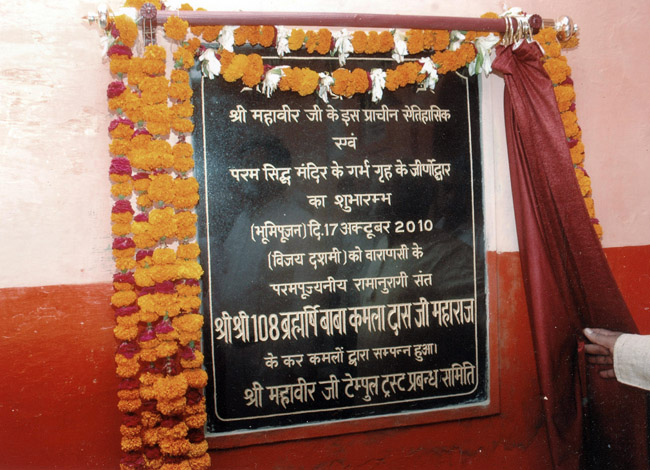 श्री महावीर जी के इस प्राचीन ऐतिहासिक
एवं
परम सिद्ध मंदिर के गर्भ गृह के जीर्णोद्वार
का शुभारम्भ
(भूमिपूजन) दि.17 अक्टूबर 2010
(विजय दशमी) को वाराणसी के
परमपूज्यनीय रामानुरागी संत
श्री श्री 108 ब्रह्मर्षि बाबा कमला दास जी महाराज
के कर कमलों द्वारा सम्पन्न हुआ।
श्री महावीर जी टेम्पुल ट्रस्ट प्रबन्ध समिति